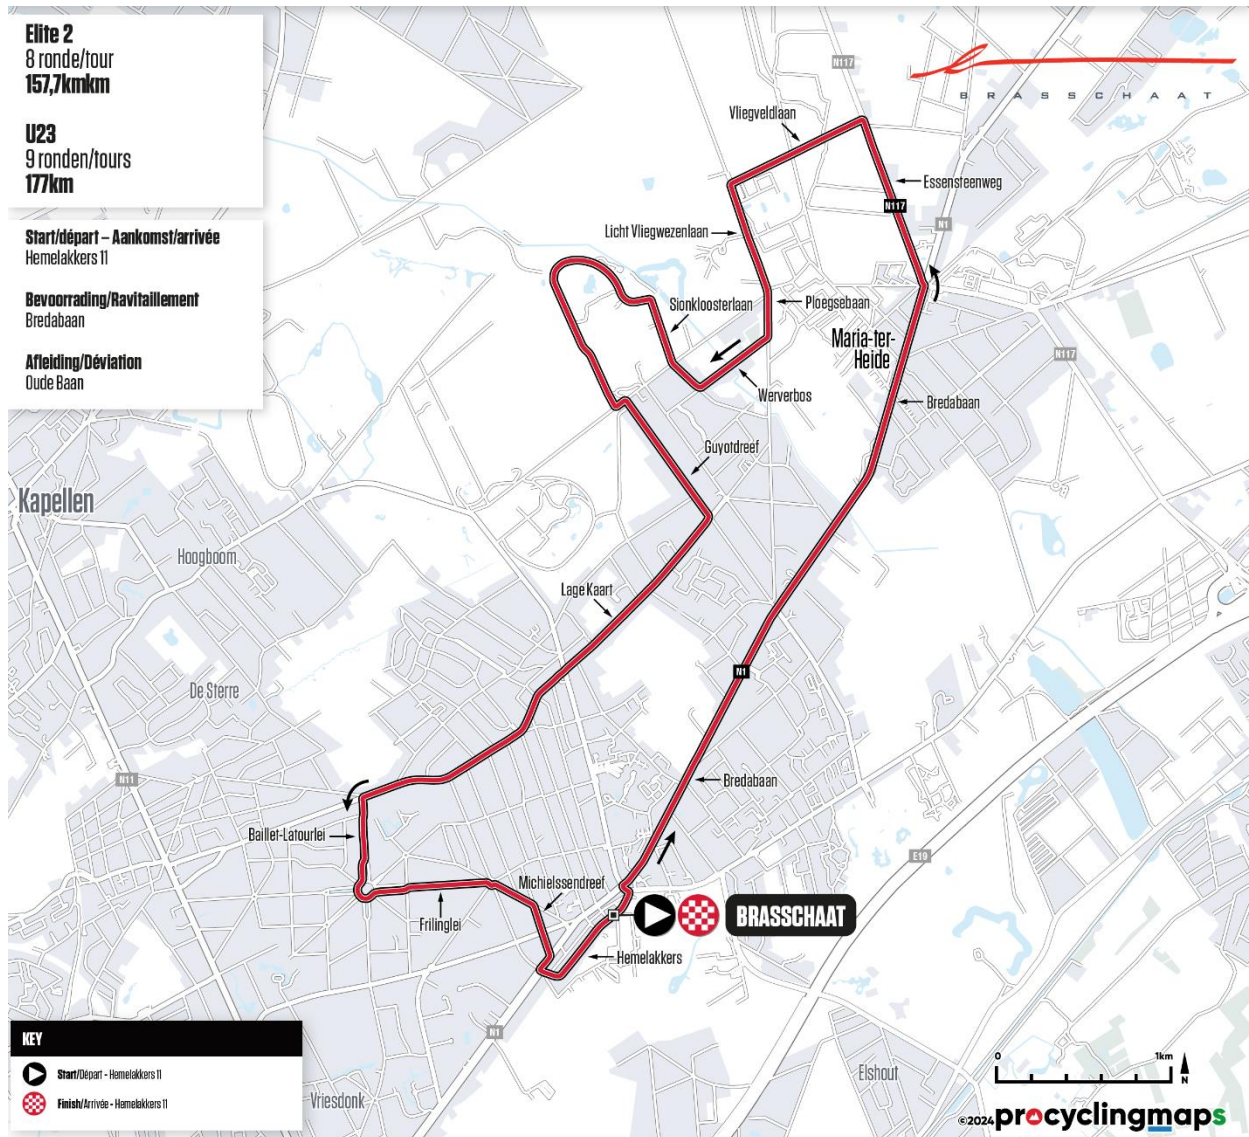 Elite 2
8 ronde/tour
157,7kmkm
U23
9 ronden/tours
177km
Start/départ – Aankomst/arrivée
Hemelakkers 11
Bevoorrading/Ravitaillement
Bredabaan
Afleiding/Déviation
Oude Baan
BRASSCHAAT
N117
Vliegveldlaan
Essensteenweg
N117
N1
Licht Vliegwezenlaan
Sionkloosterlaan
Ploegsebaan
Maria-ter-
Heide
N117
Werverbos
Bredabaan
Guyotdreef
Kapellen
Hoogboom
Lage Kaart
De Sterre
N1
N11
Bredabaan
Baillet-Latourlei
E19
Michielssendreef
Frilinglei
BRASSCHAAT
Hemelakkers
N1
KEY
Start/Départ - Hemelakkers 11
Finish/Arrivée - Hemelakkers 11
Vriesdonk
Elshout
0 1km
N
©2024 procyclingmaps